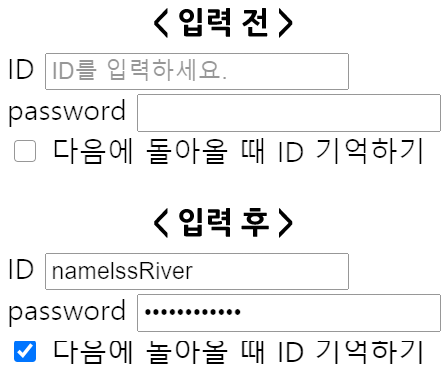 < 입력 전 >
ID ID를 입력하세요.
password
다음에 돌아올 때 ID 기억하기
< 입력 후 >
ID namelssRiver
password ••••••••••••
다음에 돌아올 때 ID 기억하기